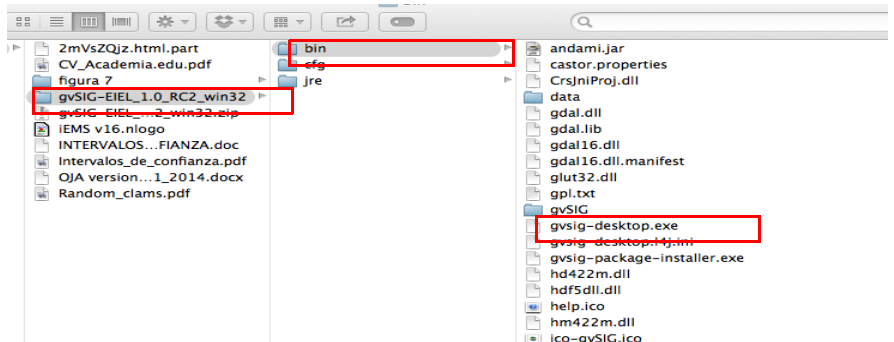 2mVsZQjz.html.part
CV_Academia.edu.pdf
figura 7
gvSIG-EIEL_1.0_RC2_win32
gvSIG-EIEL_...2_win32.zip
iEMS v16.nlogo
INTERVALOS...FIANZA.doc
Intervalos_de_confianza.pdf
OJA version...1_2014.docx
Random_clams.pdf
bin
cfg
jre
andami.jar
castor.properties
CrsJniProj.dll
data
gdal.dll
gdal.lib
gdal16.dll
gdal16.dll.manifest
glut32.dll
gpl.txt
gvSIG
gvsig-desktop.exe
gvsig-desktop.l4j.ini
gvsig-package-installer.exe
hd422m.dll
hdf5dll.dll
help.ico
hm422m.dll
ico-gvSIG.ico